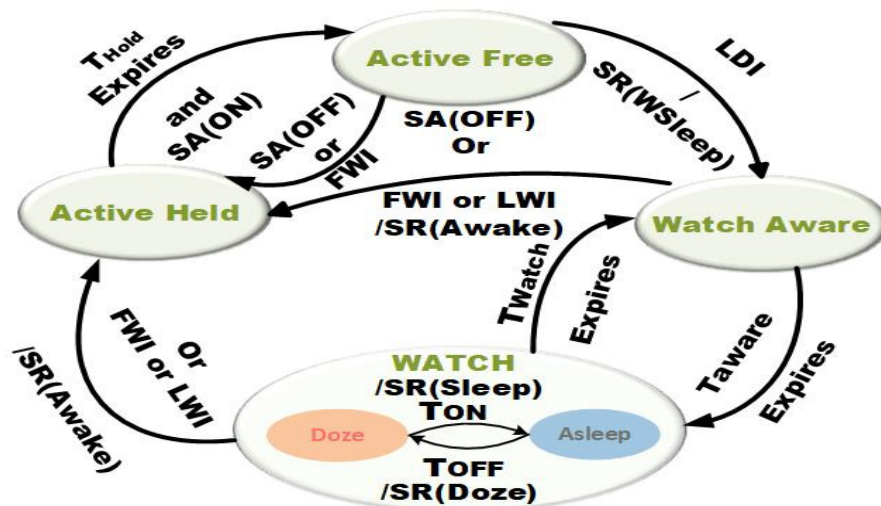 THold
Expires
and
SA(ON)
Active Free
LDI
/
SR(WSleep)
SA(OFF)
or
FWI
SA(OFF)
Or
FWI or LWI
/SR(Awake)
Active Held
Watch Aware
TWatch
Expires
Taware
Expires
Or
FWI or LWI
/SR(Awake)
WATCH
/SR(Sleep)
TON
Doze
Asleep
TOFF
/SR(Doze)